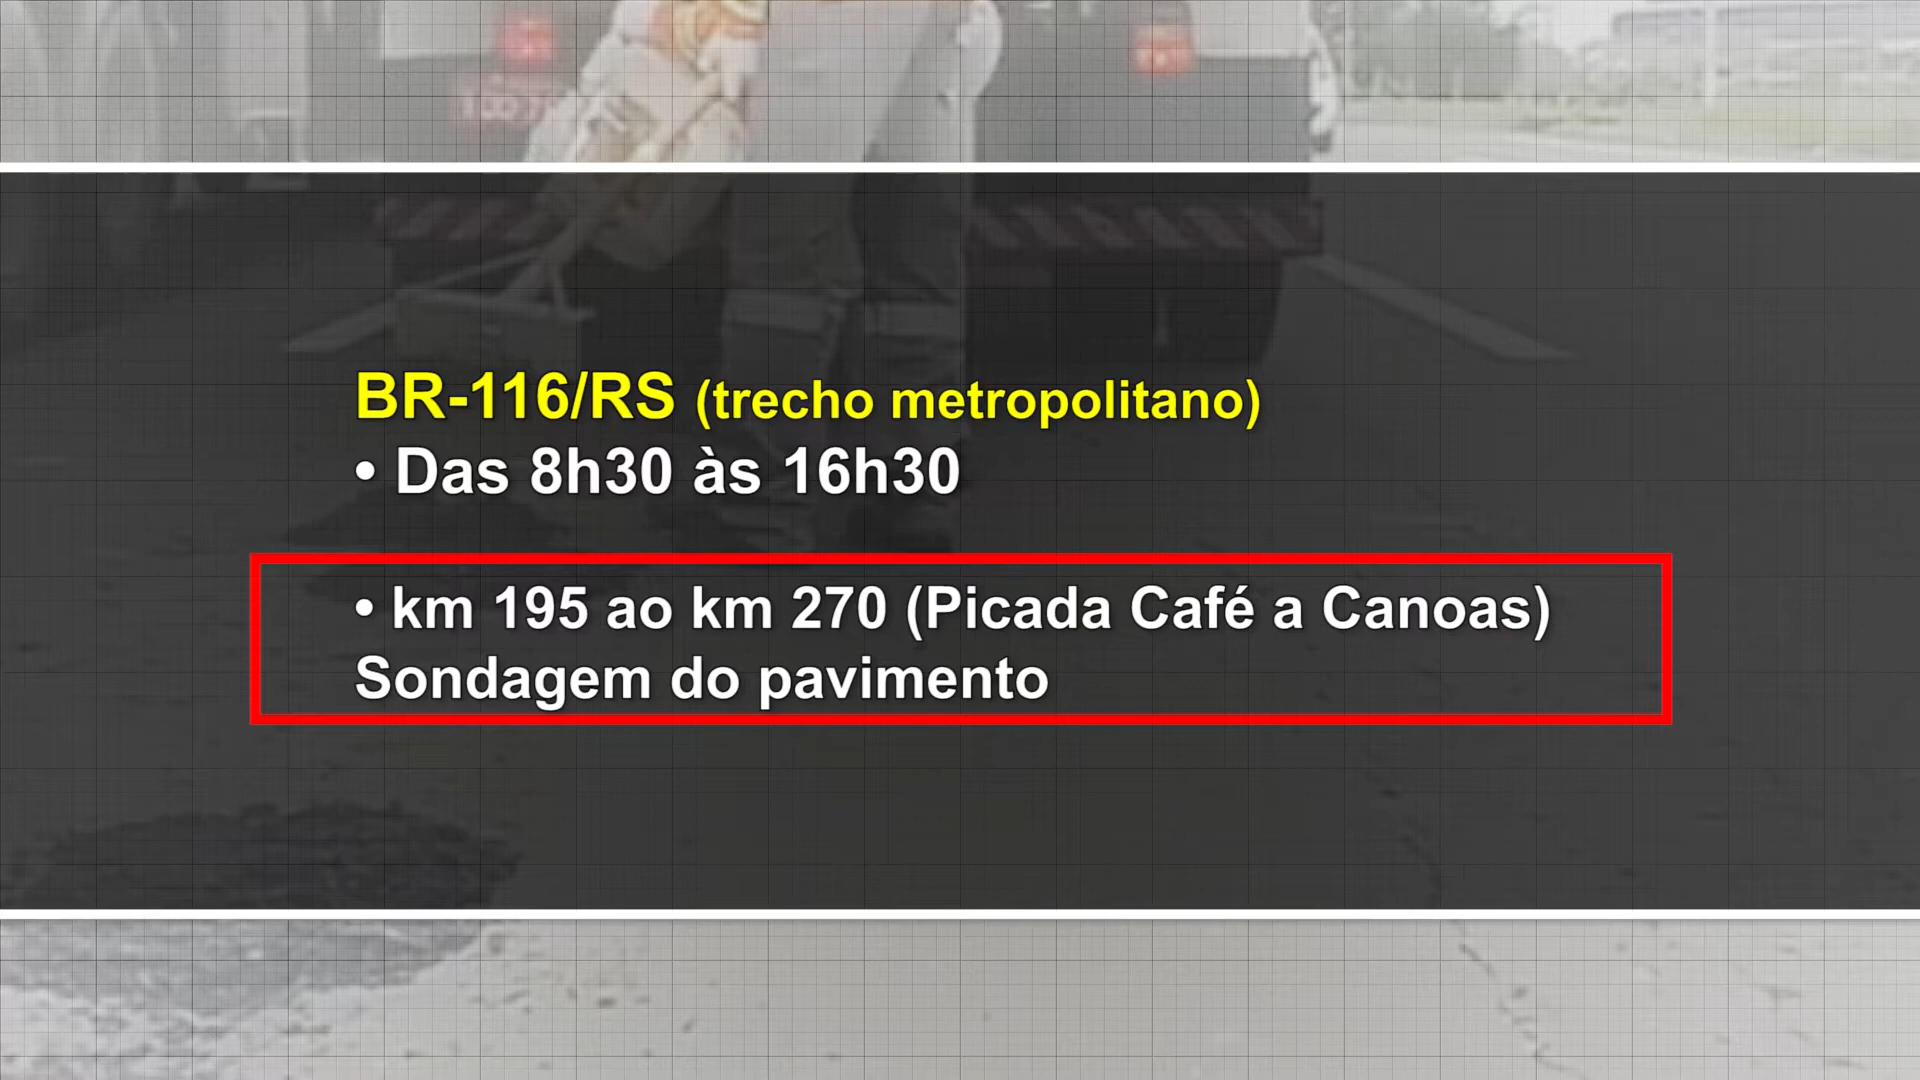 BR-116/RS (trecho metropolitano)
• Das 8h30 às 16h30
• km 195 ao km 270 (Picada Café a Canoas)
Sondagem do pavimento